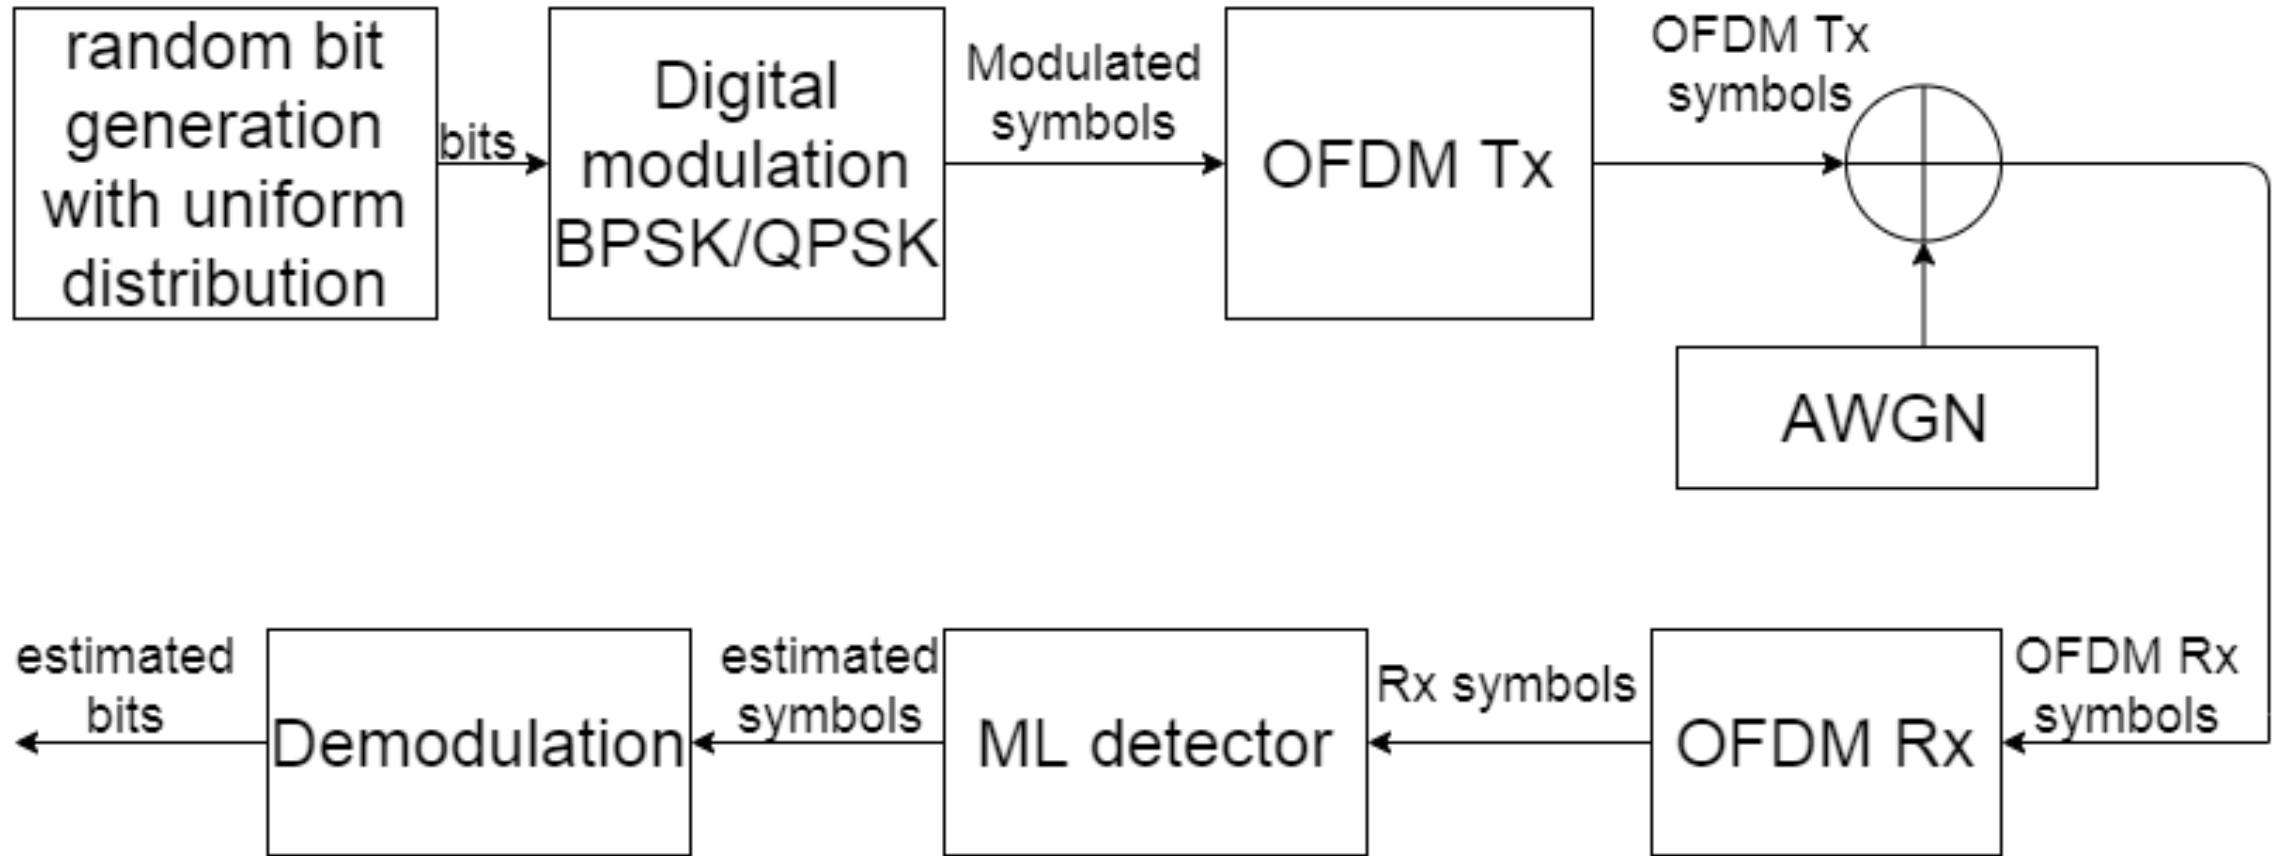 random bit
generation
with uniform
distribution
bits
Digital
modulation
BPSK/QPSK
Modulated
symbols
OFDM Tx
OFDM Tx
symbols
AWGN
OFDM Rx
symbols
OFDM Rx
Rx symbols
ML detector
estimated
symbols
Demodulation
estimated
bits